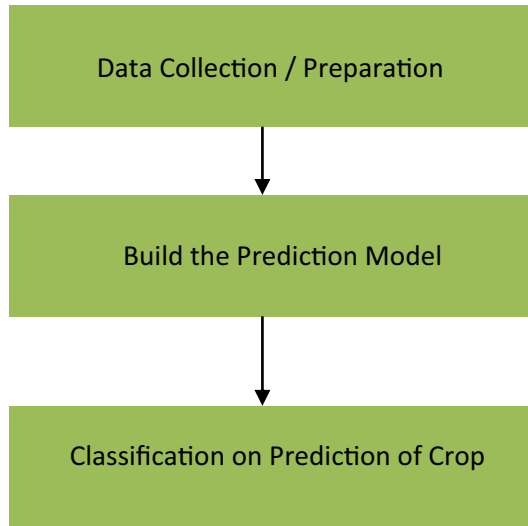 Data Collection / Preparation
Build the Prediction Model
Classification on Prediction of Crop